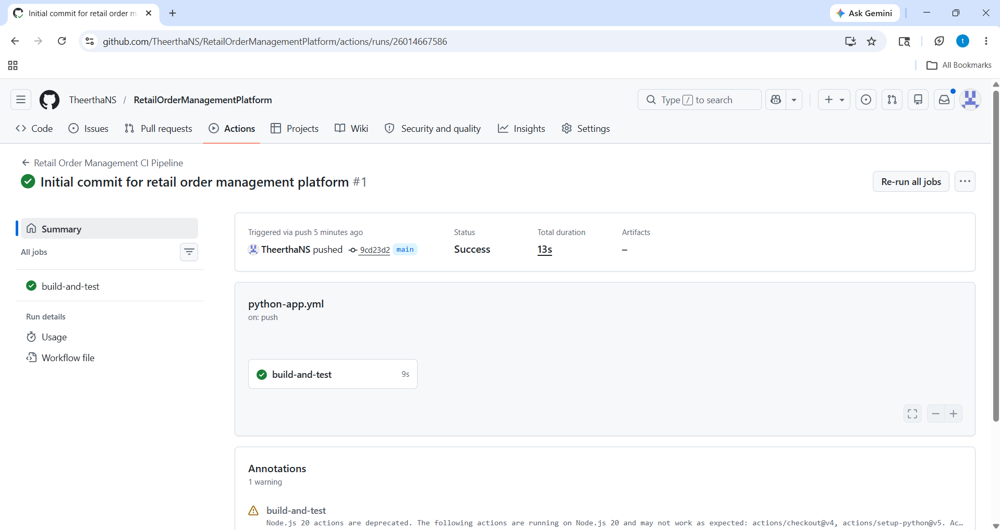 Initial commit for retail order m
Ask Gemini
github.com/TheerthaNS/RetailOrderManagementPlatform/actions/runs/26014667586
t
All Bookmarks
TheerthaNS / RetailOrderManagementPlatform
Type / to search
Code Issues Pull requests Actions Projects Wiki Security and quality Insights Settings
Retail Order Management CI Pipeline
Initial commit for retail order management platform #1
Re-run all jobs
Summary
All jobs
build-and-test
Run details
Usage
Workflow file
Triggered via push 5 minutes ago
TheerthaNS pushed 9cd23d2 main
Status
Success
Total duration
13s
Artifacts
–
python-app.yml
on: push
build-and-test 9s
Annotations
1 warning
build-and-test
Node.js 20 actions are deprecated. The following actions are running on Node.js 20 and may not work as expected: actions/checkout@v4, actions/setup-python@v5. Ac…